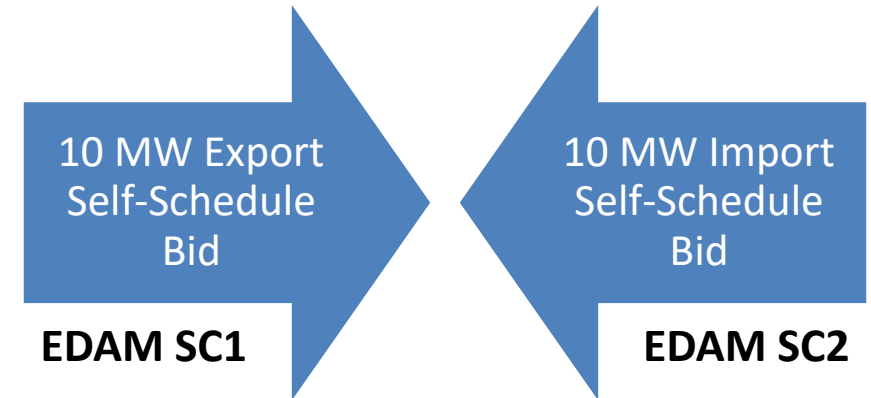 10 MW Export
Self-Schedule
Bid
EDAM SC1
10 MW Import
Self-Schedule
Bid
EDAM SC2